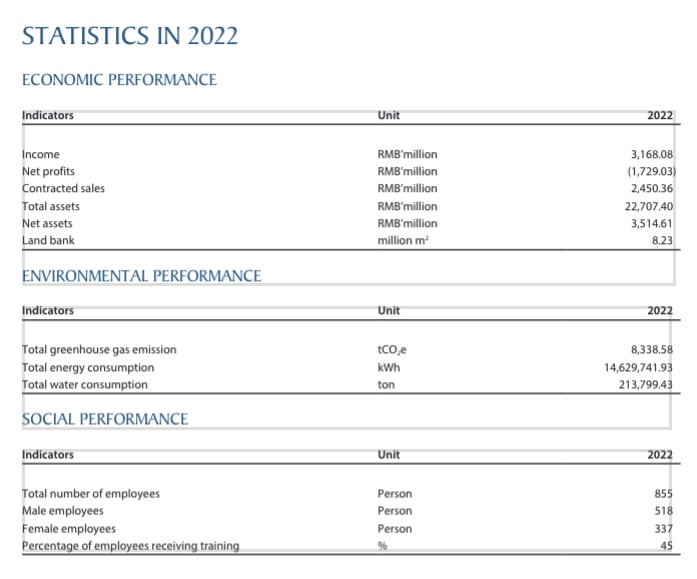 STATISTICS IN 2022
ECONOMIC PERFORMANCE
Indicators Unit 2022
Income RMB'million 3,168.08
Net profits RMB'million (1,729.03)
Contracted sales RMB'million 2,450.36
Total assets RMB'million 22,707.40
Net assets RMB'million 3,514.61
Land bank million m² 8.23
ENVIRONMENTAL PERFORMANCE
Indicators Unit 2022
Total greenhouse gas emission tCO₂e 8,338.58
Total energy consumption kWh 14,629,741.93
Total water consumption ton 213,799.43
SOCIAL PERFORMANCE
Indicators Unit 2022
Total number of employees Person 855
Male employees Person 518
Female employees Person 337
Percentage of employees receiving training % 45